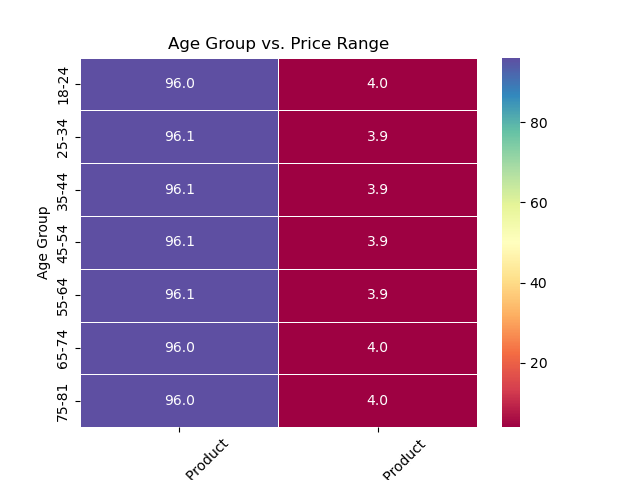 Age Group vs. Price Range
Age Group
18-24 96.0 4.0
25-34 96.1 3.9
35-44 96.1 3.9
45-54 96.1 3.9
55-64 96.1 3.9
65-74 96.0 4.0
75-81 96.0 4.0
Product Product
80
60
40
20